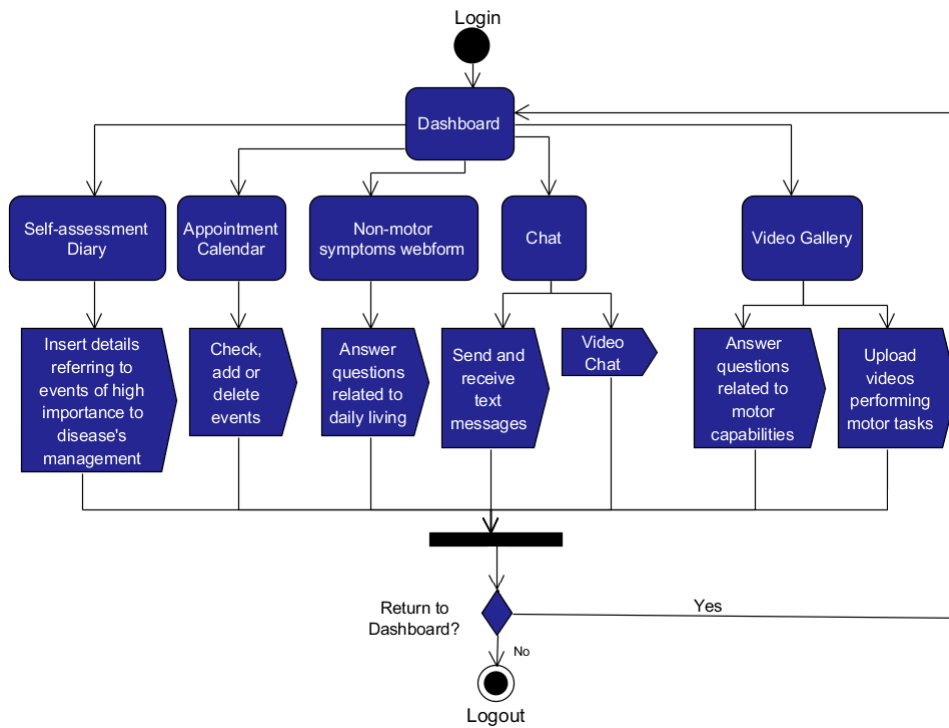 Login
Dashboard
Self-assessment
Diary
Appointment
Calendar
Non-motor
symptoms webform
Chat
Video Gallery
Insert details
referring to
events of high
importance to
disease's
management
Check,
add or
delete
events
Answer
questions
related to
daily living
Send and
receive
text
messages
Video
Chat
Answer
questions
related to
motor
capabilities
Upload
videos
performing
motor tasks
Return to
Dashboard?
Yes
No
Logout